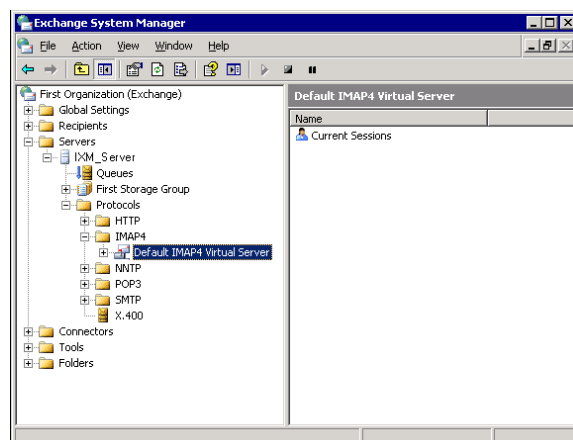 Exchange System Manager
File Action View Window Help
First Organization (Exchange)
Global Settings
Recipients
Servers
IXM_Server
Queues
First Storage Group
Protocols
HTTP
IMAP4
Default IMAP4 Virtual Server
NNTP
POP3
SMTP
X.400
Connectors
Tools
Folders
Default IMAP4 Virtual Server
Name
Current Sessions